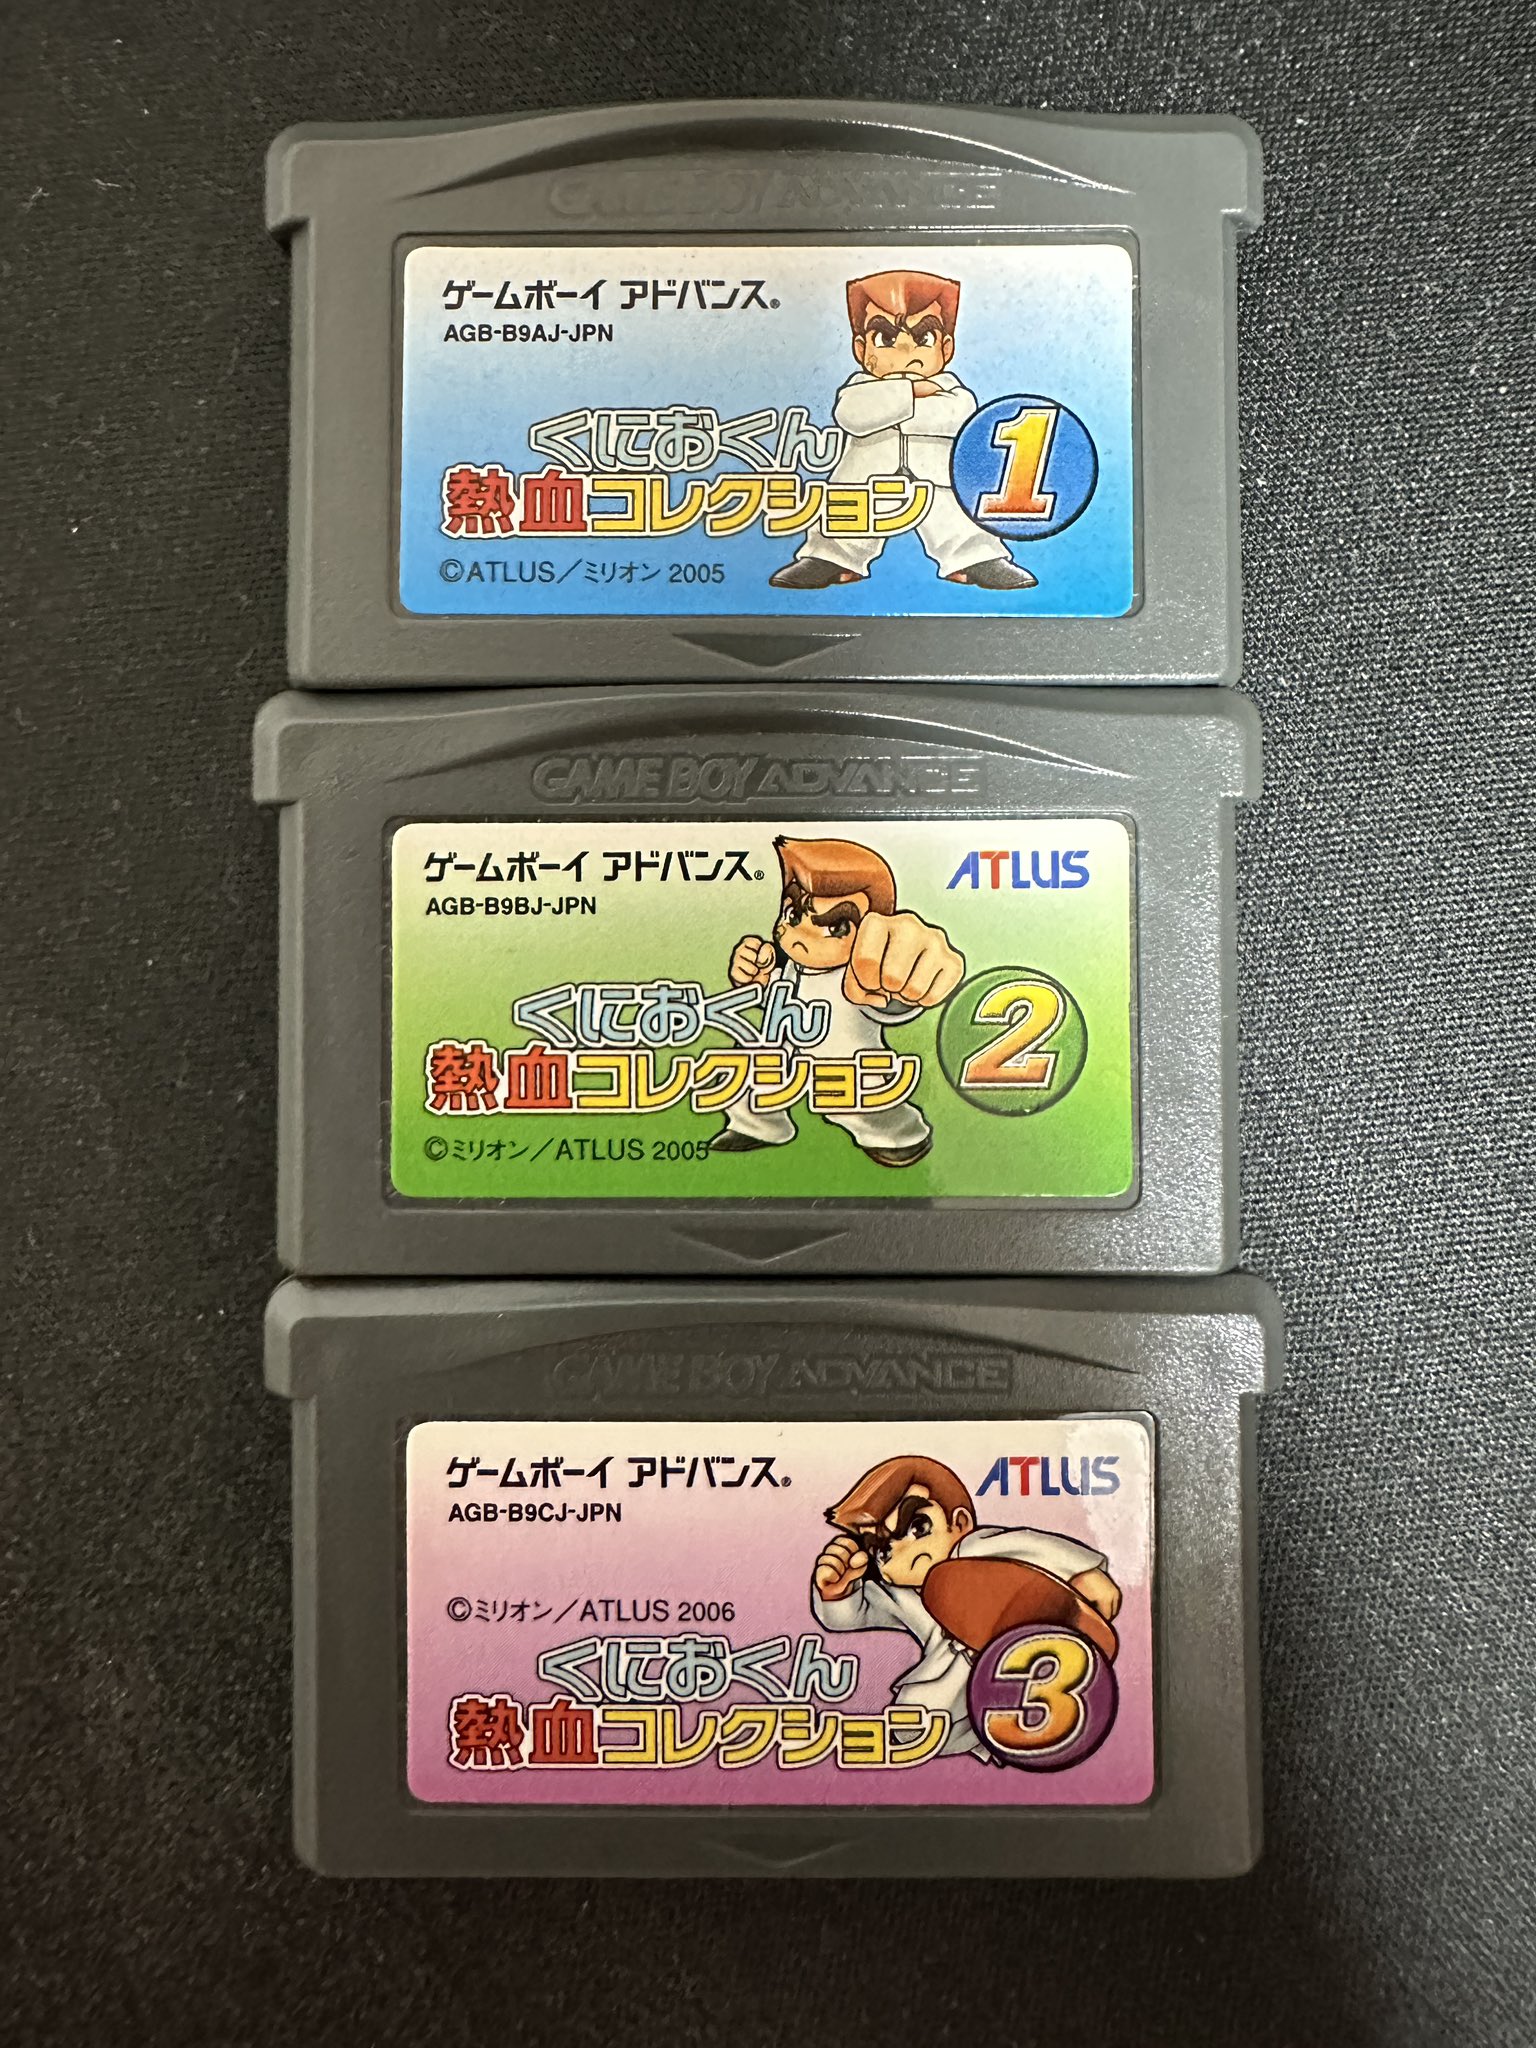 GAME BOY ADVANCE
ゲームボーイ アドバンス®
AGB-B9AJ-JPN
くにおくん
熱血コレクション
1
©ATLUS／ミリオン 2005
GAME BOY ADVANCE
ゲームボーイ アドバンス®
ATLUS
AGB-B9BJ-JPN
くにおくん
熱血コレクション
2
©ミリオン／ATLUS 2005
GAME BOY ADVANCE
ゲームボーイ アドバンス®
ATLUS
AGB-B9CJ-JPN
©ミリオン／ATLUS 2006
くにおくん
熱血コレクション
3